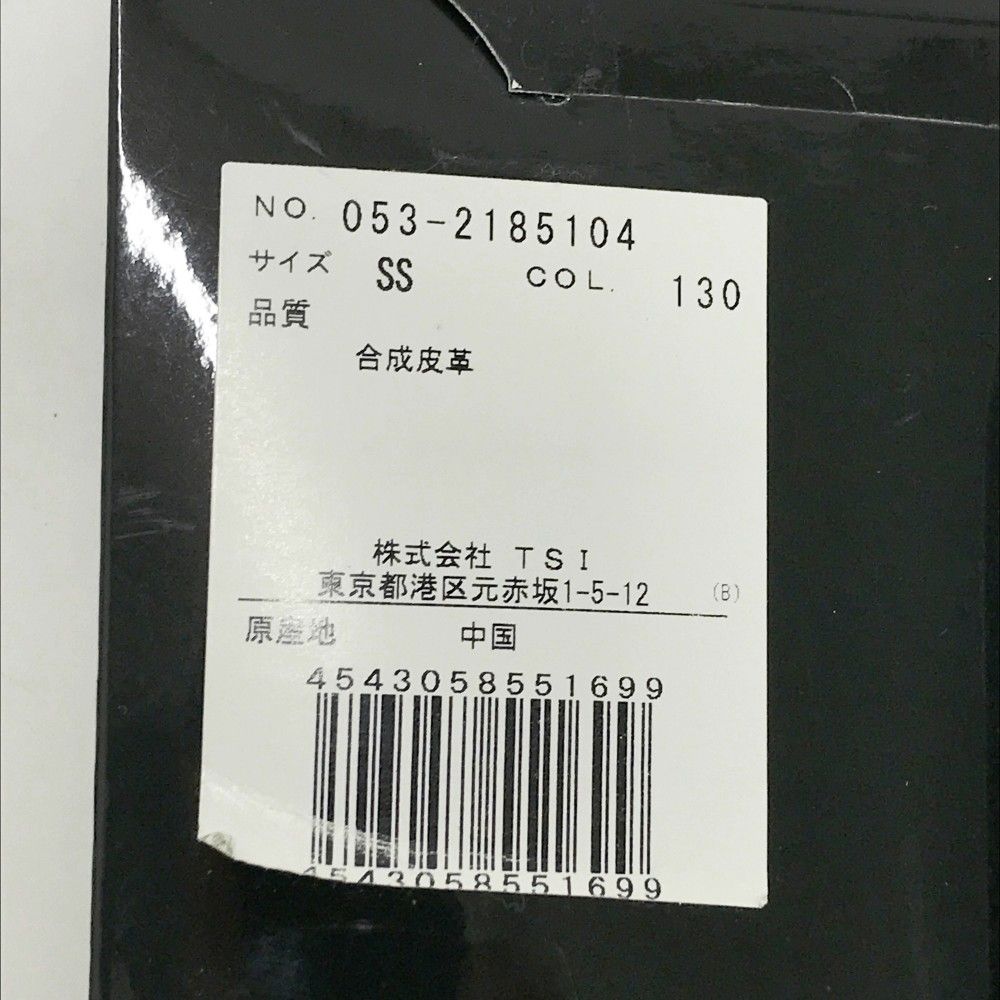 NO. 053-2185104
サイズ SS COL. 130
品質
合成皮革
株式会社 TSI
東京都港区元赤坂1-5-12 (B)
原産地 中国
4543058551699
4543058551699